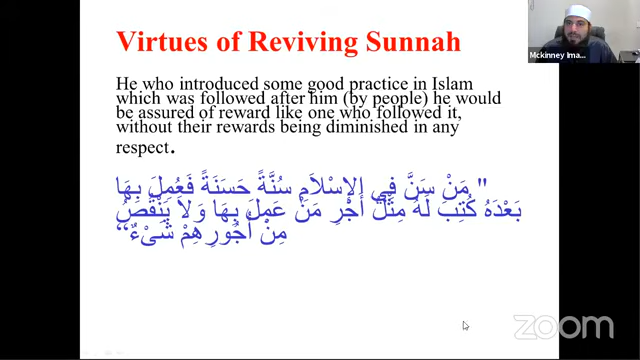 Virtues of Reviving Sunnah
Mckinney Ima...
He who introduced some good practice in Islam
which was followed after him (by people) he would
be assured of reward like one who followed it,
without their rewards being diminished in any
respect.
" مَنْ سَنَّ فِي الإِسْلاَمِ سُنَّةً حَسَنَةً فَعُمِلَ بِهَا
بَعْدَهُ كُتِبَ لَهُ مِثْلُ أَجْرِ مَنْ عَمِلَ بِهَا وَلاَ يَنْقُصُ
مِنْ أُجُورِهِمْ شَىْءٌ“
zoom